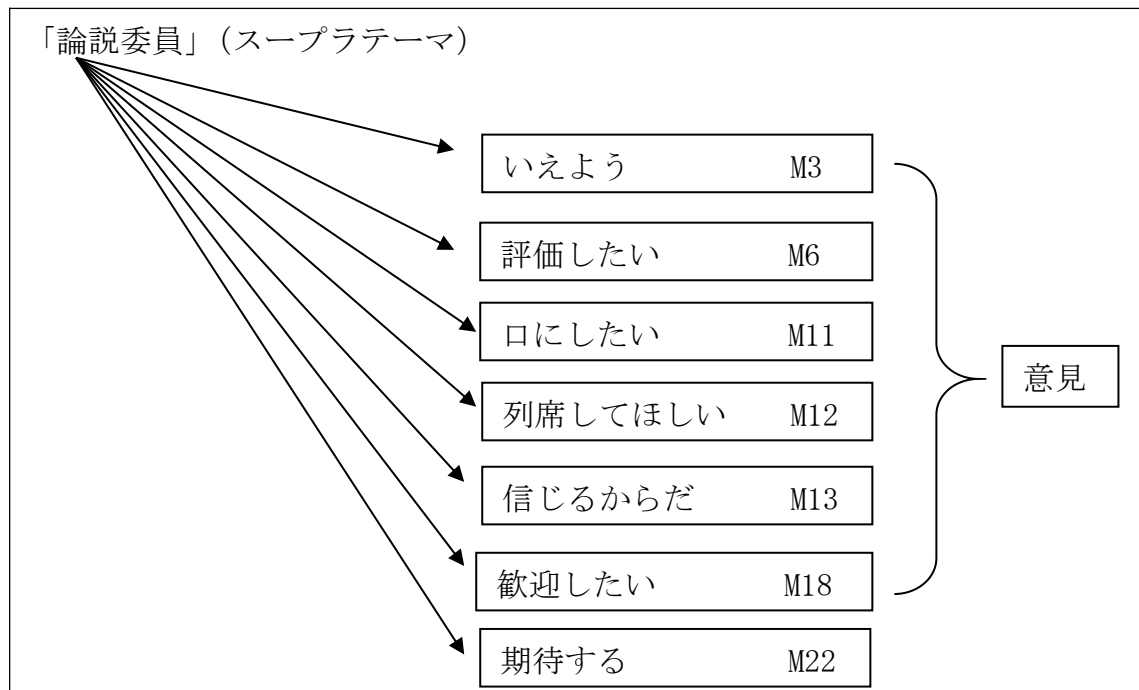 「論説委員」(スープラテーマ)
いえよう M3
評価したい M6
口にしたい M11
列席してほしい M12
信じるからだ M13
歓迎したい M18
期待する M22
意見